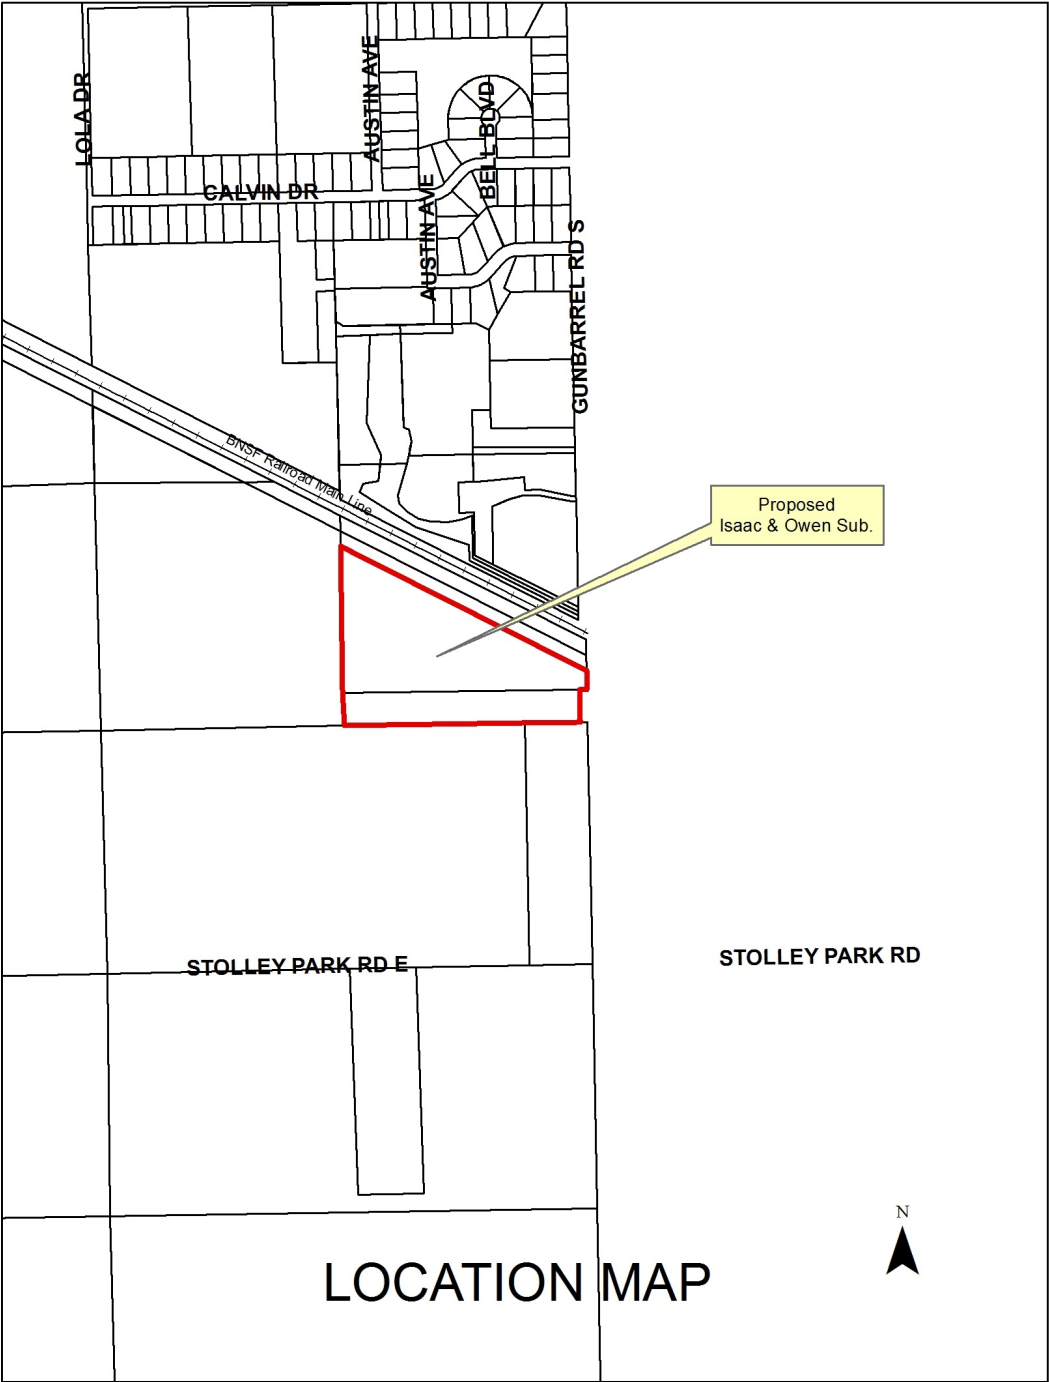 LOLA DR
AUSTIN AVE
BELL BLVD
CALVIN DR
AUSTIN AVE
GUNBARREL RD S
BNSF Railroad Main Line
Proposed
Isaac & Owen Sub.
STOLLEY PARK RD E
STOLLEY PARK RD
N
LOCATION MAP